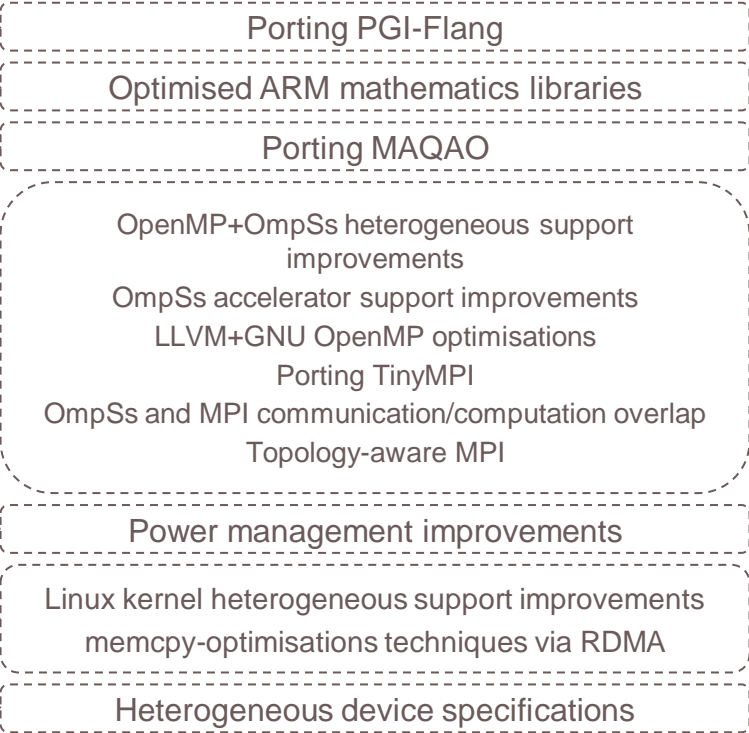 Porting PGI-Flang
Optimised ARM mathematics libraries
Porting MAQAO
OpenMP+OmpSs heterogeneous support
improvements
OmpSs accelerator support improvements
LLVM+GNU OpenMP optimisations
Porting TinyMPI
OmpSs and MPI communication/computation overlap
Topology-aware MPI
Power management improvements
Linux kernel heterogeneous support improvements
memcpy-optimisations techniques via RDMA
Heterogeneous device specifications